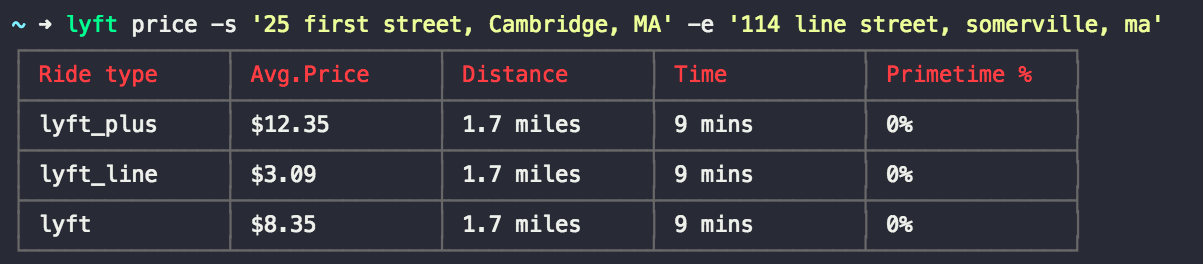 ~ → lyft price -s '25 first street, Cambridge, MA' -e '114 line street, somerville, ma'
Ride type Avg.Price Distance Time Primetime %
lyft_plus $12.35 1.7 miles 9 mins 0%
lyft_line $3.09 1.7 miles 9 mins 0%
lyft $8.35 1.7 miles 9 mins 0%